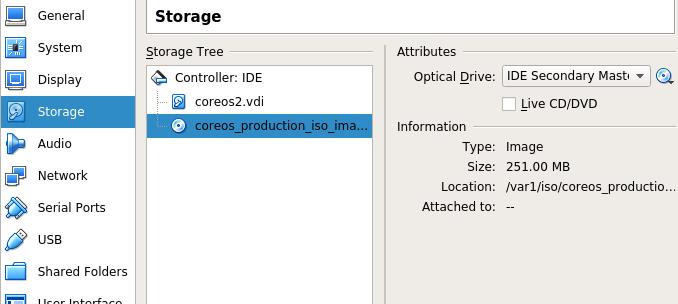 General
System
Display
Storage
Audio
Network
Serial Ports
USB
Shared Folders
User Interface
Storage
Storage Tree
Controller: IDE
coreos2.vdi
coreos_production_iso_ima...
Attributes
Optical Drive: IDE Secondary Mast
Live CD/DVD
Information
Type: Image
Size: 251.00 MB
Location: /var1/iso/coreos_productio...
Attached to: --